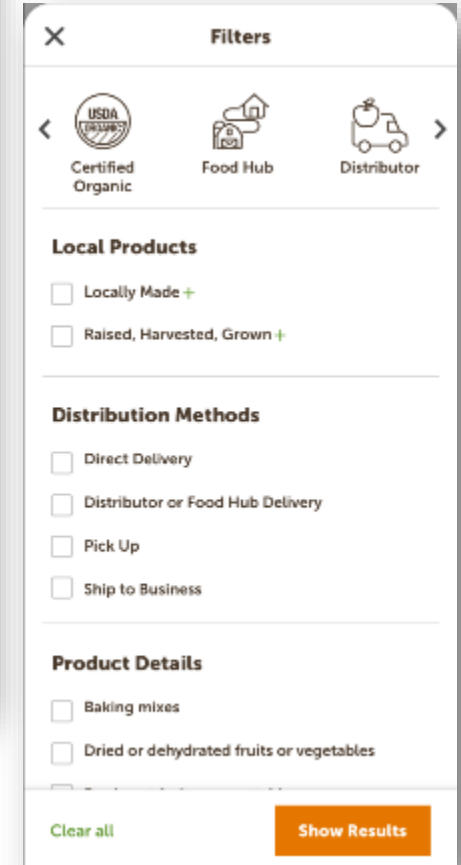 Filters
USDA
ORGANIC
Certified
Organic
Food Hub
Distributor
Local Products
Locally Made +
Raised, Harvested, Grown +
Distribution Methods
Direct Delivery
Distributor or Food Hub Delivery
Pick Up
Ship to Business
Product Details
Baking mixes
Dried or dehydrated fruits or vegetables
Clear all
Show Results